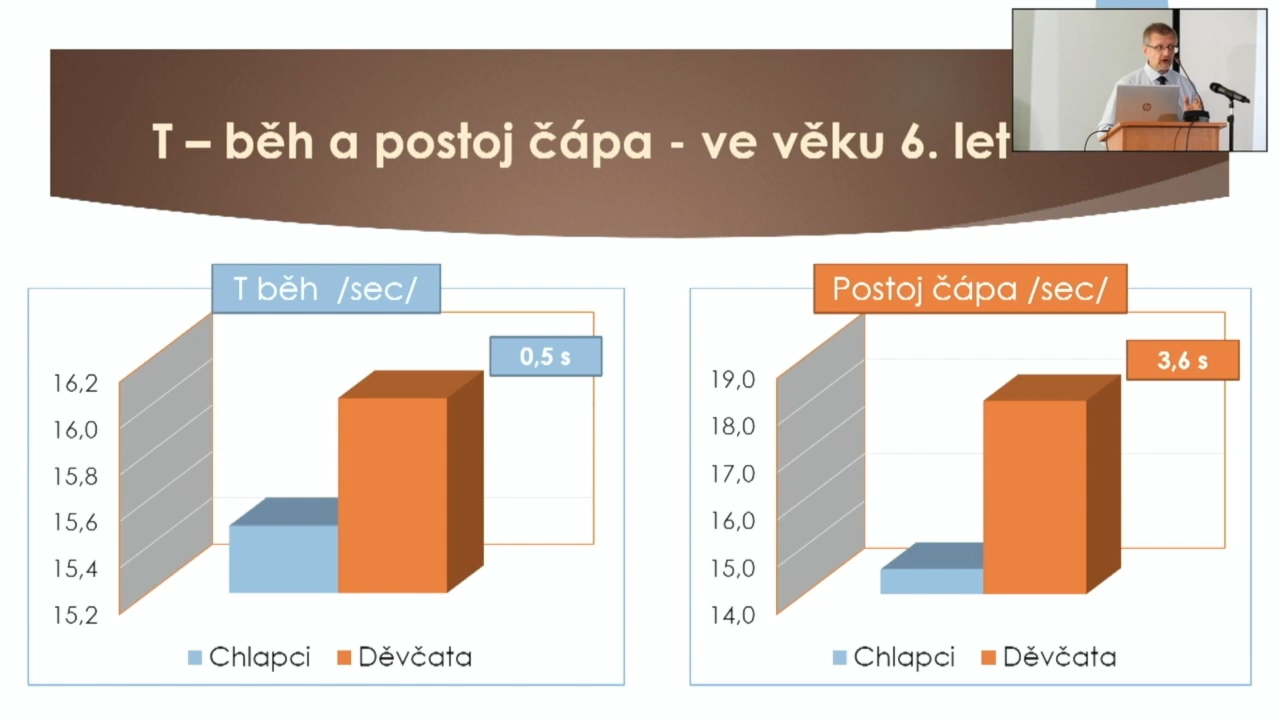 T – běh a postoj čápa - ve věku 6. let
T běh /sec/
0,5 s
16,2
16,0
15,8
15,6
15,4
15,2
Chlapci Děvčata
Postoj čápa /sec/
3,6 s
19,0
18,0
17,0
16,0
15,0
14,0
Chlapci Děvčata